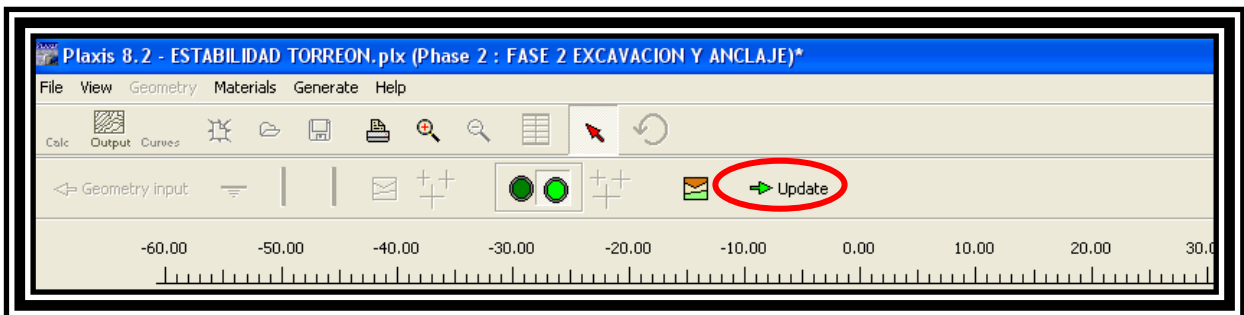 Plaxis 8.2 - ESTABILIDAD TORREON.plx (Phase 2 : FASE 2 EXCAVACION Y ANCLAJE)*
File View Geometry Materials Generate Help
Calc Output Curves
Geometry input Update
-60.00 -50.00 -40.00 -30.00 -20.00 -10.00 0.00 10.00 20.00 30.0